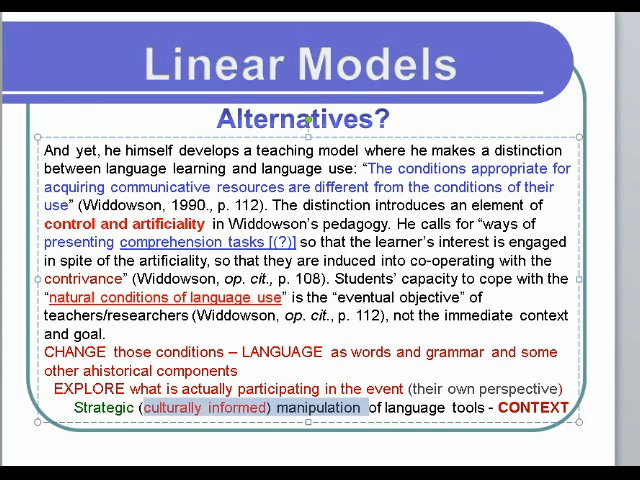 Linear Models
Alternatives?
And yet, he himself develops a teaching model where he makes a distinction
between language learning and language use: “The conditions appropriate for
acquiring communicative resources are different from the conditions of their
use” (Widdowson, 1990., p. 112). The distinction introduces an element of
control and artificiality in Widdowson’s pedagogy. He calls for “ways of
presenting comprehension tasks [(?)] so that the learner’s interest is engaged
in spite of the artificiality, so that they are induced into co-operating with the
contrivance” (Widdowson, op. cit., p. 108). Students’ capacity to cope with the
“natural conditions of language use” is the “eventual objective” of
teachers/researchers (Widdowson, op. cit., p. 112), not the immediate context
and goal.
CHANGE those conditions – LANGUAGE as words and grammar and some
other ahistorical components
EXPLORE what is actually participating in the event (their own perspective)
Strategic (culturally informed) manipulation of language tools - CONTEXT